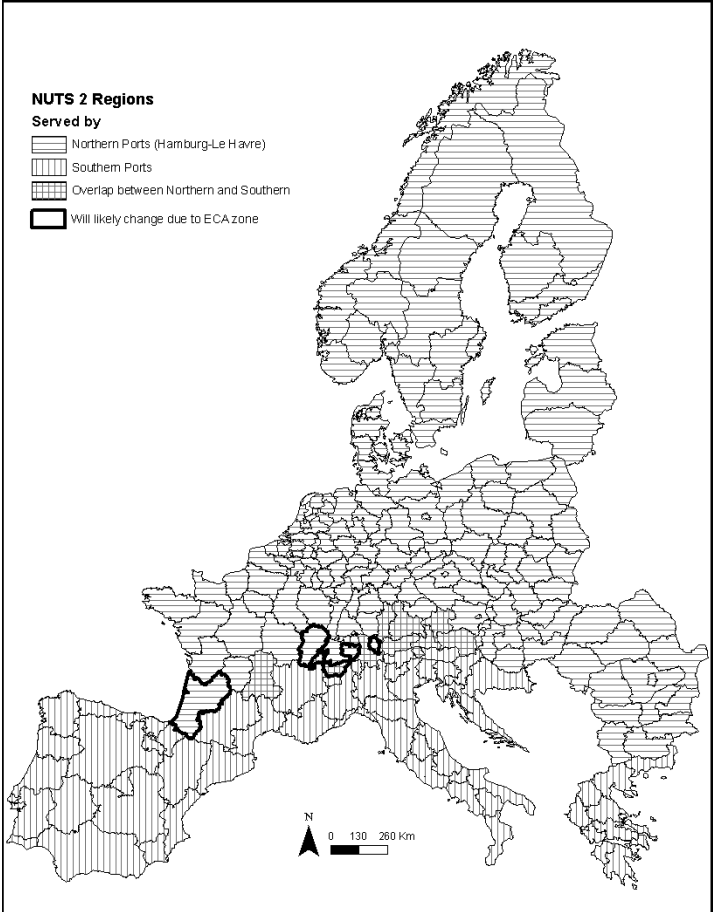 NUTS 2 Regions
Served by
Northern Ports (Hamburg-Le Havre)
Southern Ports
Overlap between Northern and Southern
Will likely change due to ECA zone
N
0 130 260 Km